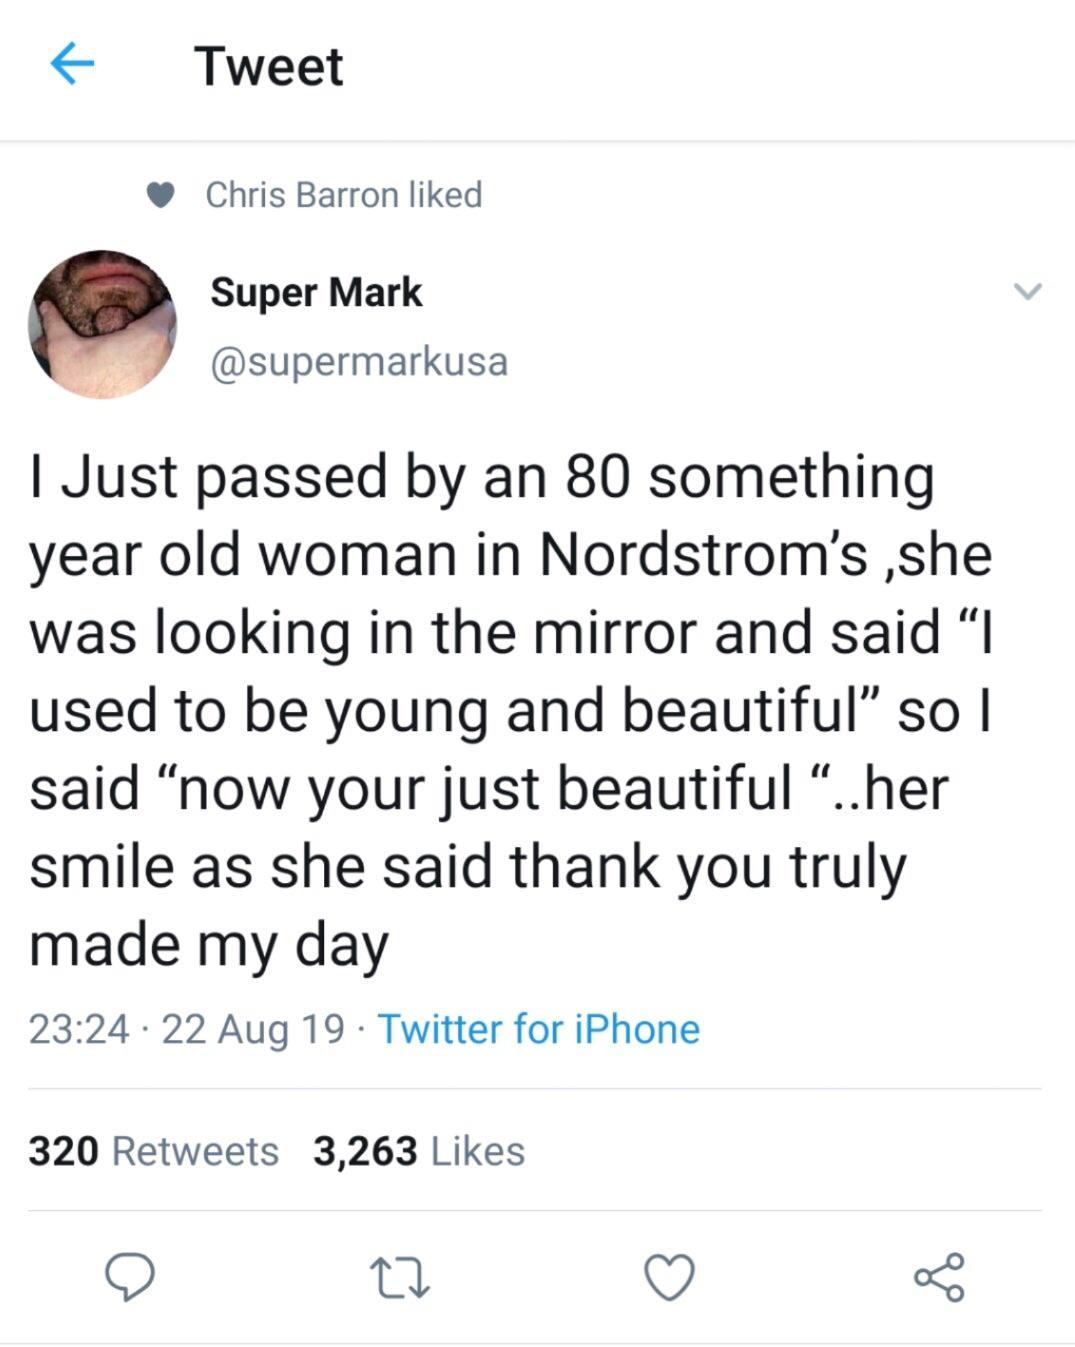 Tweet
Chris Barron liked
Super Mark
@supermarkusa
I Just passed by an 80 something
year old woman in Nordstrom’s ,she
was looking in the mirror and said “I
used to be young and beautiful” so I
said “now your just beautiful “..her
smile as she said thank you truly
made my day
23:24 · 22 Aug 19 · Twitter for iPhone
320 Retweets 3,263 Likes